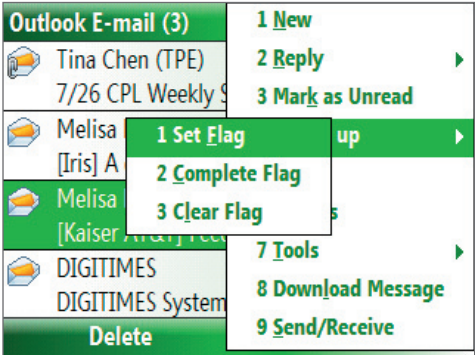 Outlook E-mail (3)
Tina Chen (TPE)
7/26 CPL Weekly S
Melisa
[Iris] A
Melisa
[Kaiser
DIGITIMES
DIGITIMES System
Delete
1 New
2 Reply
3 Mark as Unread
up
7 Tools
8 Download Message
9 Send/Receive
1 Set Flag
2 Complete Flag
3 Clear Flag